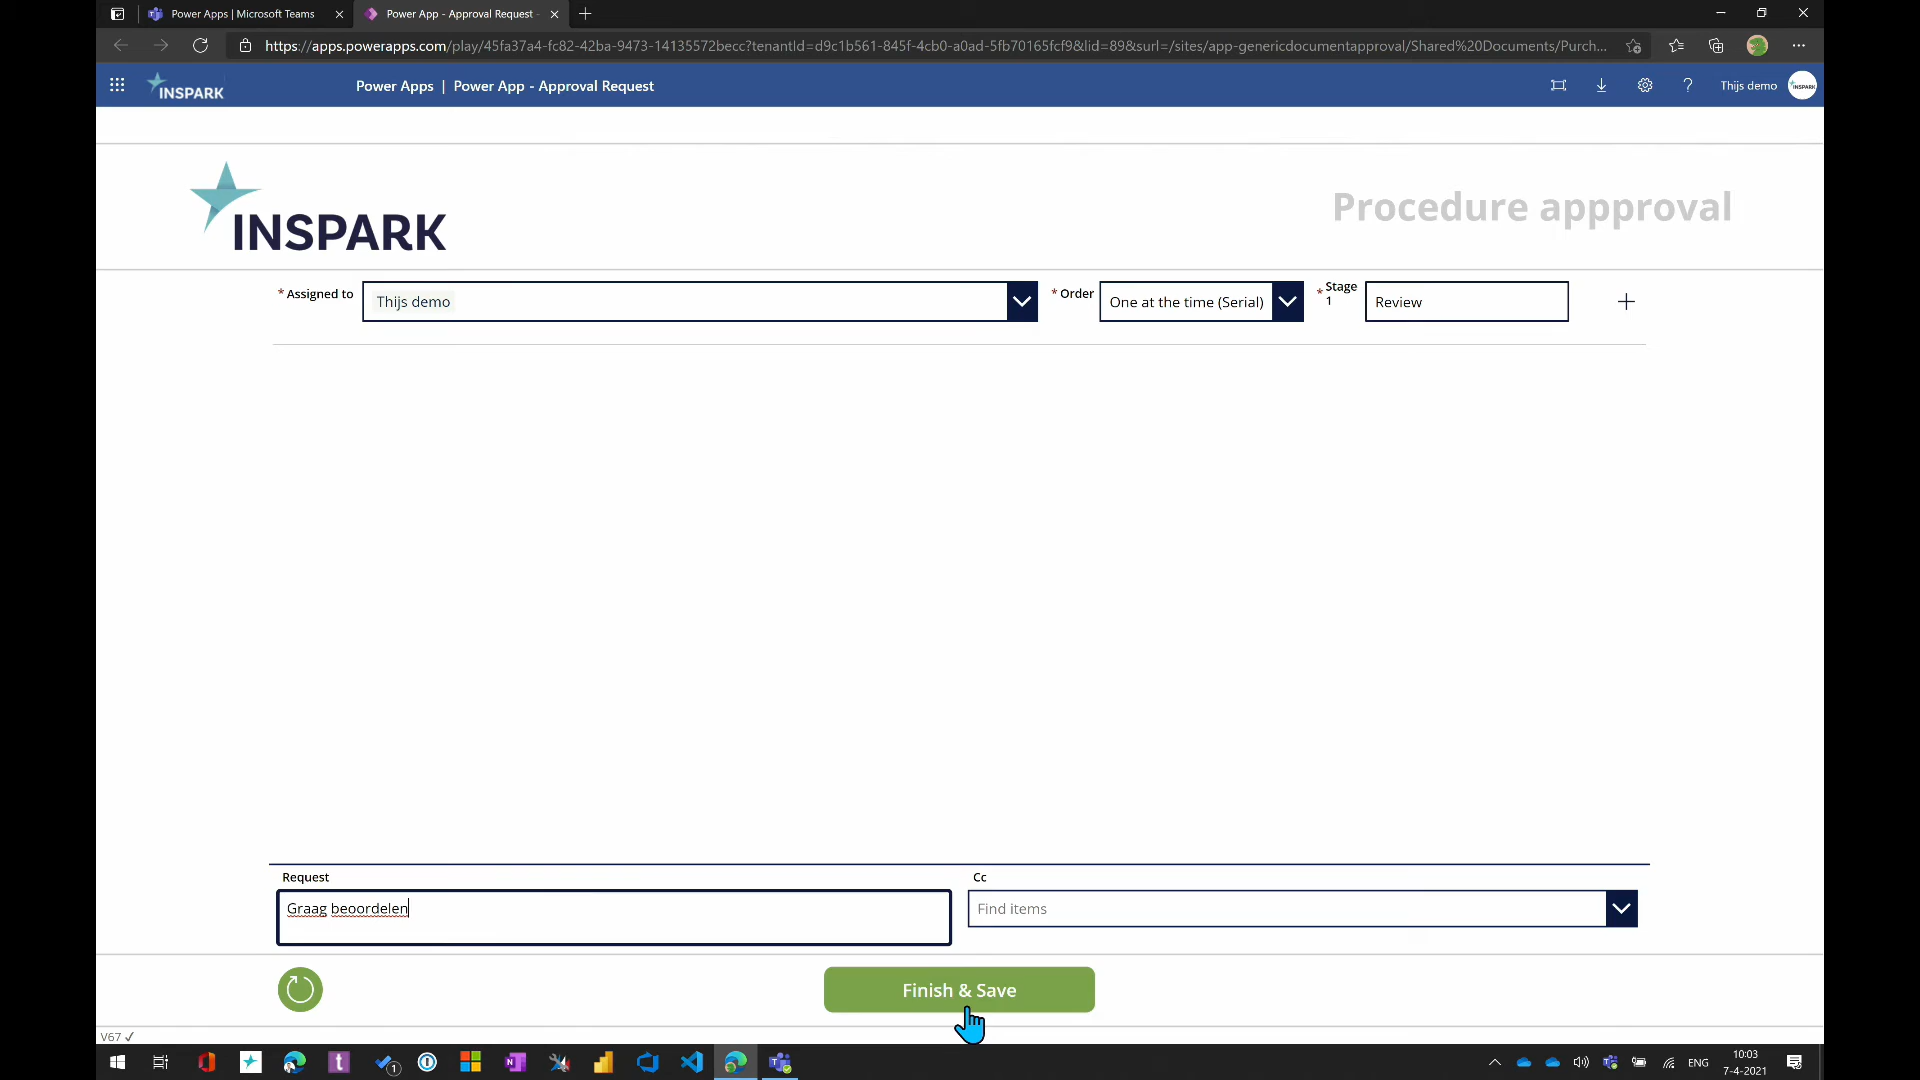 Power Apps | Microsoft Teams
Power App - Approval Request -
https://apps.powerapps.com/play/45fa37a4-fc82-42ba-9473-14135572becc?tenantId=d9c1b561-845f-4cb0-a0ad-5fb70165fcf9&lid=89&surl=/sites/app-genericdocumentapproval/Shared%20Documents/Purch...
INSPARK
Power Apps | Power App - Approval Request
Thijs demo
INSPARK
INSPARK
Procedure appproval
* Assigned to
Thijs demo
* Order
One at the time (Serial)
* Stage
1
Review
Request
Cc
Graag beoordelen
Find items
Finish & Save
V67 ✓
1
ENG
10:03
7-4-2021